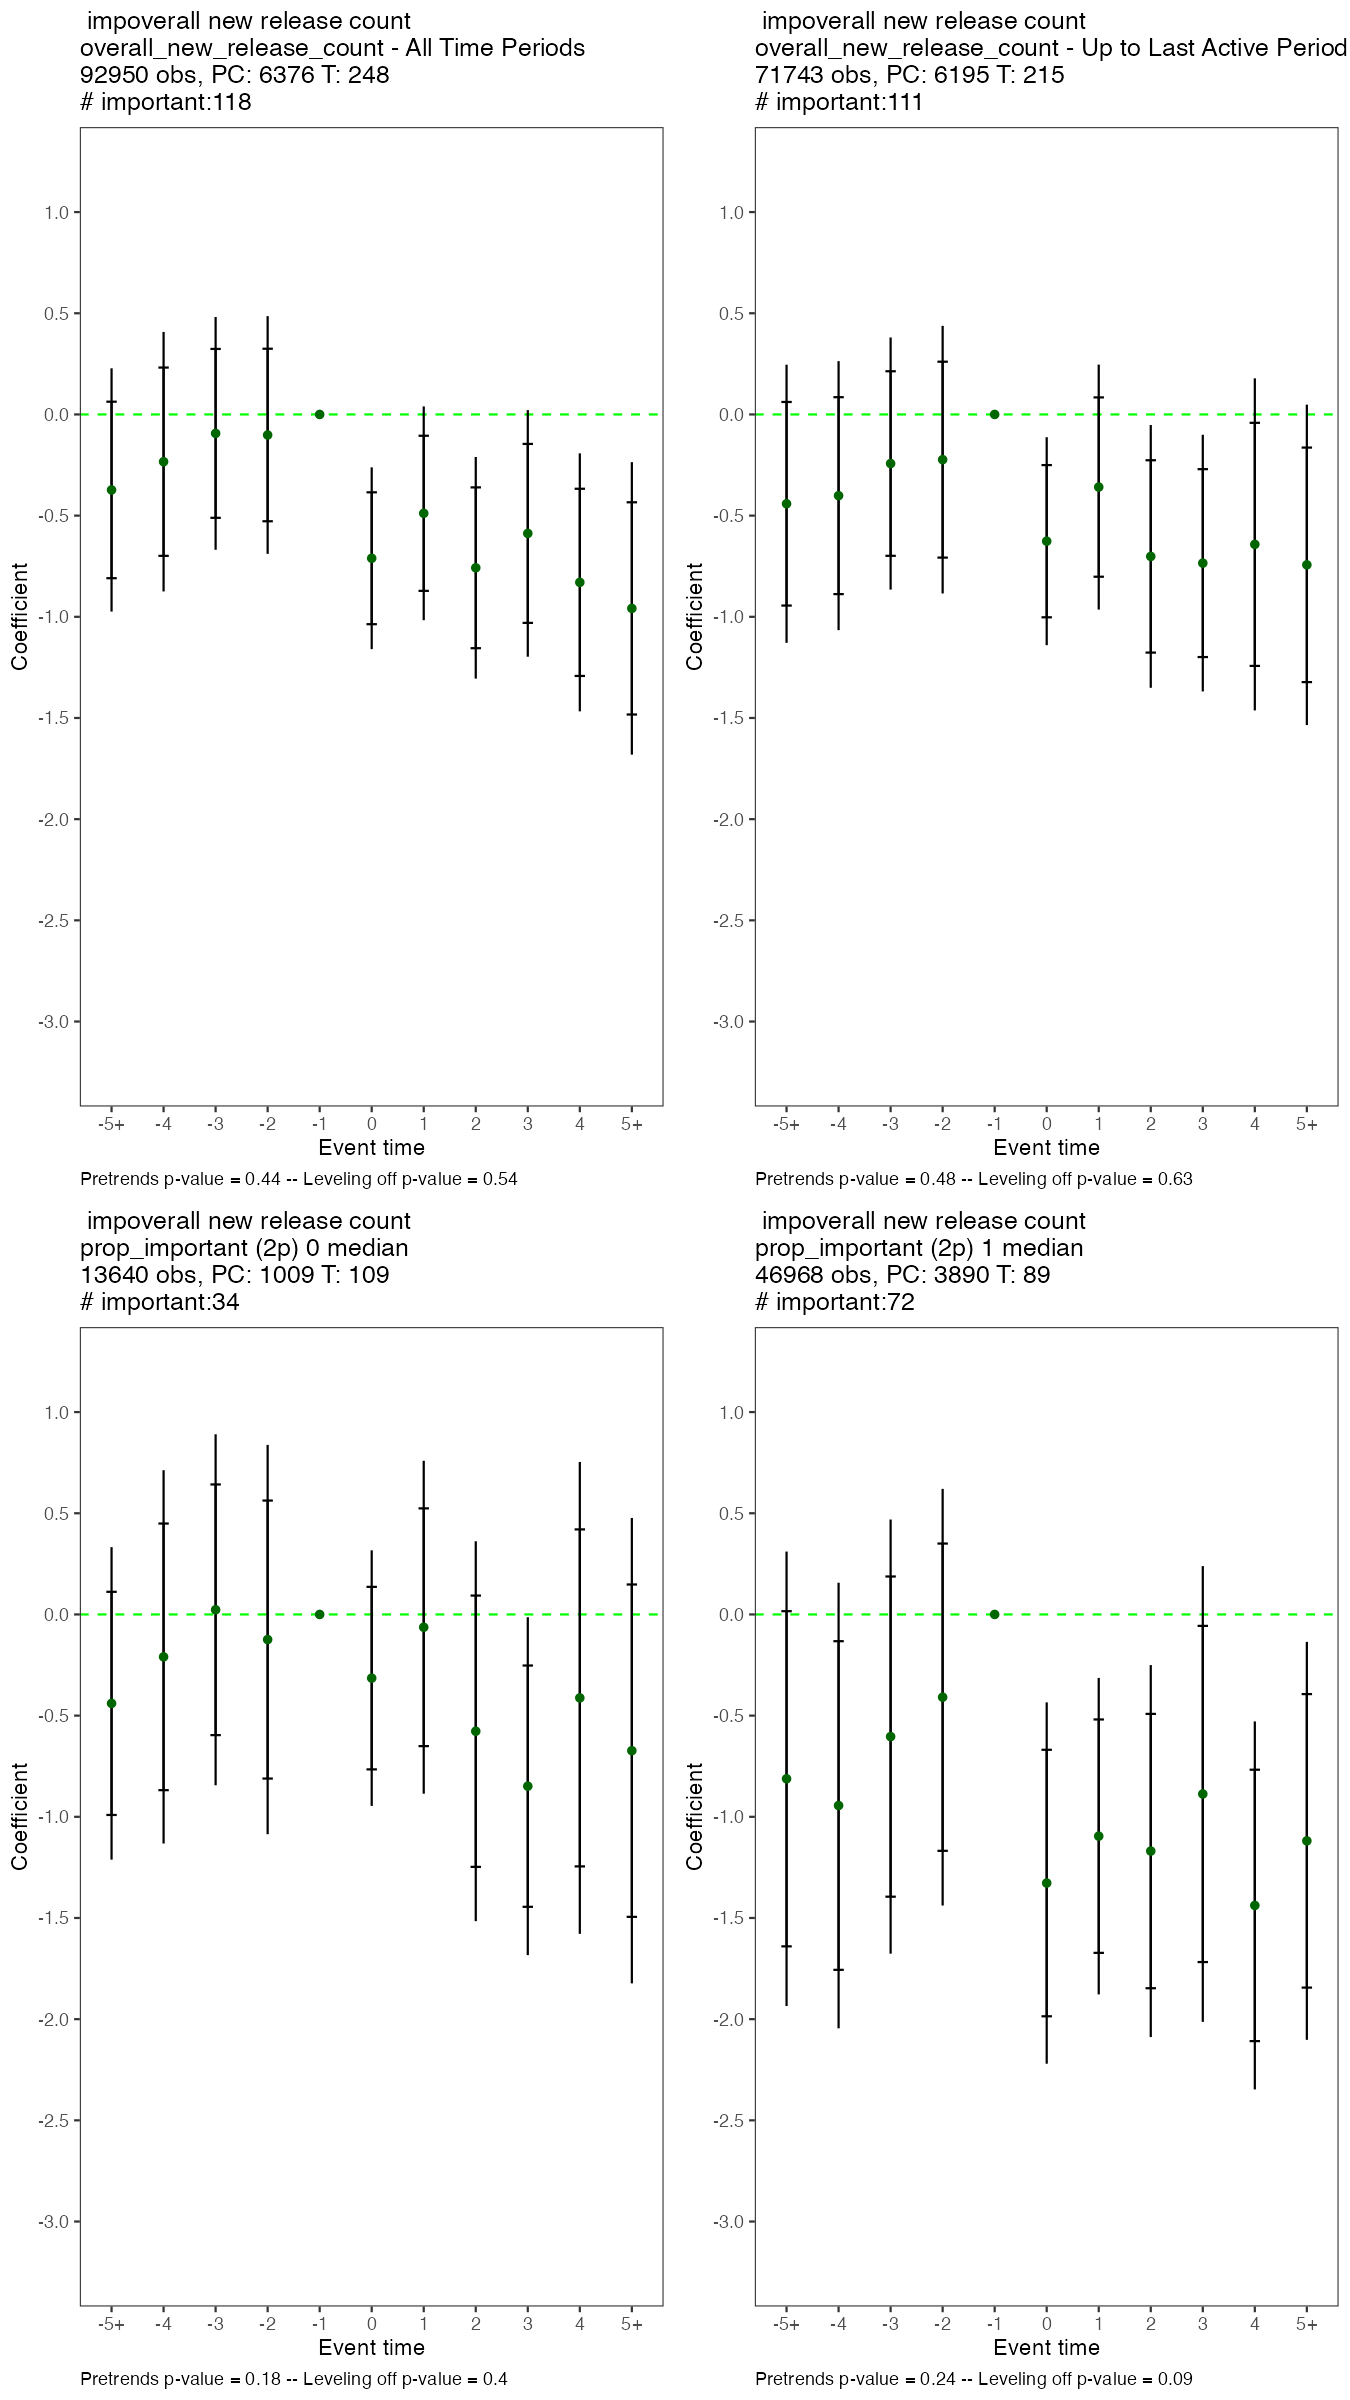 impoverall new release count
overall_new_release_count - All Time Periods
92950 obs, PC: 6376 T: 248
# important:118
Coefficient
1.0
0.5
0.0
-0.5
-1.0
-1.5
-2.0
-2.5
-3.0
-5+ -4 -3 -2 -1 0 1 2 3 4 5+
Event time
Pretrends p-value = 0.44 -- Leveling off p-value = 0.54
impoverall new release count
overall_new_release_count - Up to Last Active Period
71743 obs, PC: 6195 T: 215
# important:111
Coefficient
1.0
0.5
0.0
-0.5
-1.0
-1.5
-2.0
-2.5
-3.0
-5+ -4 -3 -2 -1 0 1 2 3 4 5+
Event time
Pretrends p-value = 0.48 -- Leveling off p-value = 0.63
impoverall new release count
prop_important (2p) 0 median
13640 obs, PC: 1009 T: 109
# important:34
Coefficient
1.0
0.5
0.0
-0.5
-1.0
-1.5
-2.0
-2.5
-3.0
-5+ -4 -3 -2 -1 0 1 2 3 4 5+
Event time
Pretrends p-value = 0.18 -- Leveling off p-value = 0.4
impoverall new release count
prop_important (2p) 1 median
46968 obs, PC: 3890 T: 89
# important:72
Coefficient
1.0
0.5
0.0
-0.5
-1.0
-1.5
-2.0
-2.5
-3.0
-5+ -4 -3 -2 -1 0 1 2 3 4 5+
Event time
Pretrends p-value = 0.24 -- Leveling off p-value = 0.09